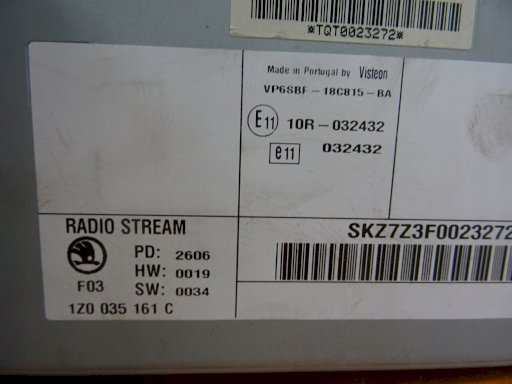 *TQT0023272*
Made in Portugal by Visteon
VP6SBF-18C815-BA
E11 10R-032432
e11 032432
RADIO STREAM
PD: 2606
HW: 0019
F03 SW: 0034
1Z0 035 161 C
SKZ7Z3F0023272